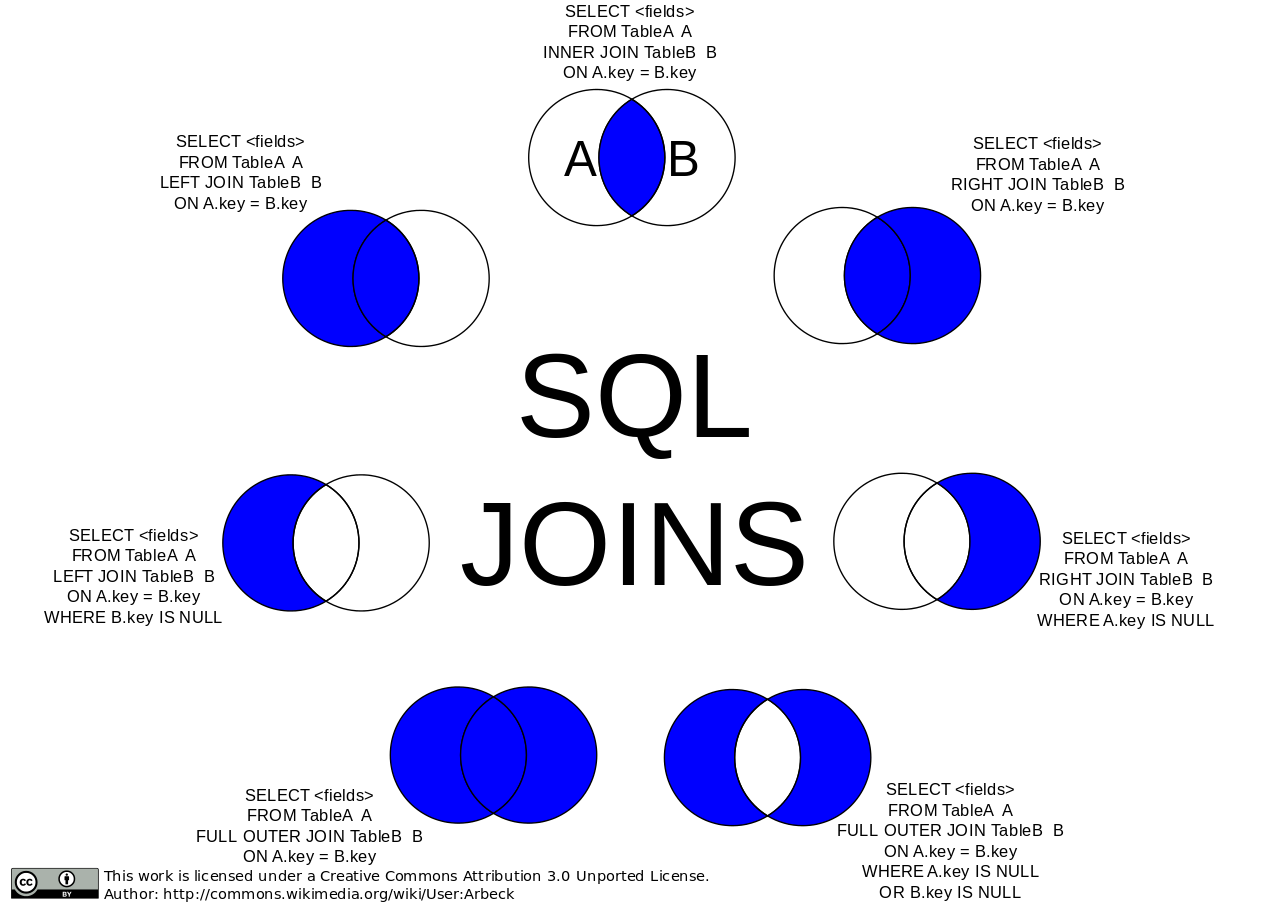 SELECT <fields>
FROM TableA A
INNER JOIN TableB B
ON A.key = B.key
A B
SELECT <fields>
FROM TableA A
LEFT JOIN TableB B
ON A.key = B.key
SELECT <fields>
FROM TableA A
RIGHT JOIN TableB B
ON A.key = B.key
SQL
JOINS
SELECT <fields>
FROM TableA A
LEFT JOIN TableB B
ON A.key = B.key
WHERE B.key IS NULL
SELECT <fields>
FROM TableA A
RIGHT JOIN TableB B
ON A.key = B.key
WHERE A.key IS NULL
SELECT <fields>
FROM TableA A
FULL OUTER JOIN TableB B
ON A.key = B.key
SELECT <fields>
FROM TableA A
FULL OUTER JOIN TableB B
ON A.key = B.key
WHERE A.key IS NULL
OR B.key IS NULL
cc
BY
This work is licensed under a Creative Commons Attribution 3.0 Unported License.
Author: http://commons.wikimedia.org/wiki/User:Arbeck